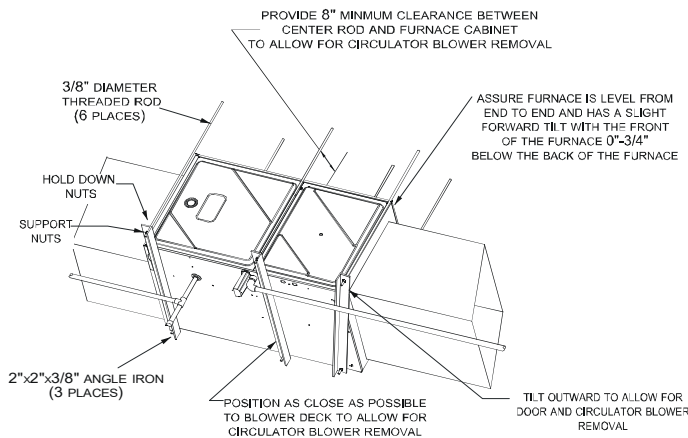 PROVIDE 8" MINMUM CLEARANCE BETWEEN
CENTER ROD AND FURNACE CABINET
TO ALLOW FOR CIRCULATOR BLOWER REMOVAL
3/8" DIAMETER
THREADED ROD
(6 PLACES)
ASSURE FURNACE IS LEVEL FROM
END TO END AND HAS A SLIGHT
FORWARD TILT WITH THE FRONT
OF THE FURNACE 0"-3/4"
BELOW THE BACK OF THE FURNACE
HOLD DOWN
NUTS
SUPPORT
NUTS
2"x2"x3/8" ANGLE IRON
(3 PLACES)
POSITION AS CLOSE AS POSSIBLE
TO BLOWER DECK TO ALLOW FOR
CIRCULATOR BLOWER REMOVAL
TILT OUTWARD TO ALLOW FOR
DOOR AND CIRCULATOR BLOWER
REMOVAL